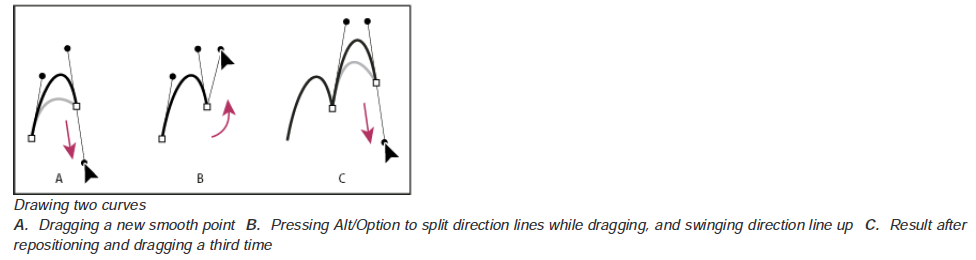 A B C
Drawing two curves
A. Dragging a new smooth point B. Pressing Alt/Option to split direction lines while dragging, and swinging direction line up C. Result after
repositioning and dragging a third time